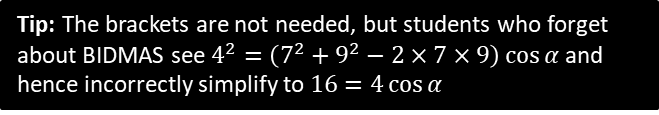 Tip: The brackets are not needed, but students who forget
about BIDMAS see 4² = (7² + 9² − 2 × 7 × 9) cos α and
hence incorrectly simplify to 16 = 4 cos α